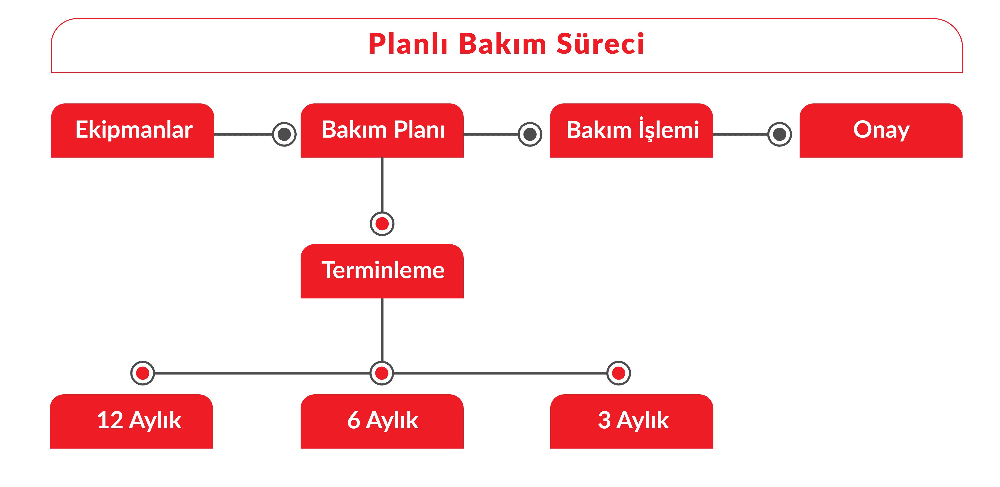 Planlı Bakım Süreci
Ekipmanlar
Bakım Planı
Bakım İşlemi
Onay
Terminleme
12 Aylık
6 Aylık
3 Aylık